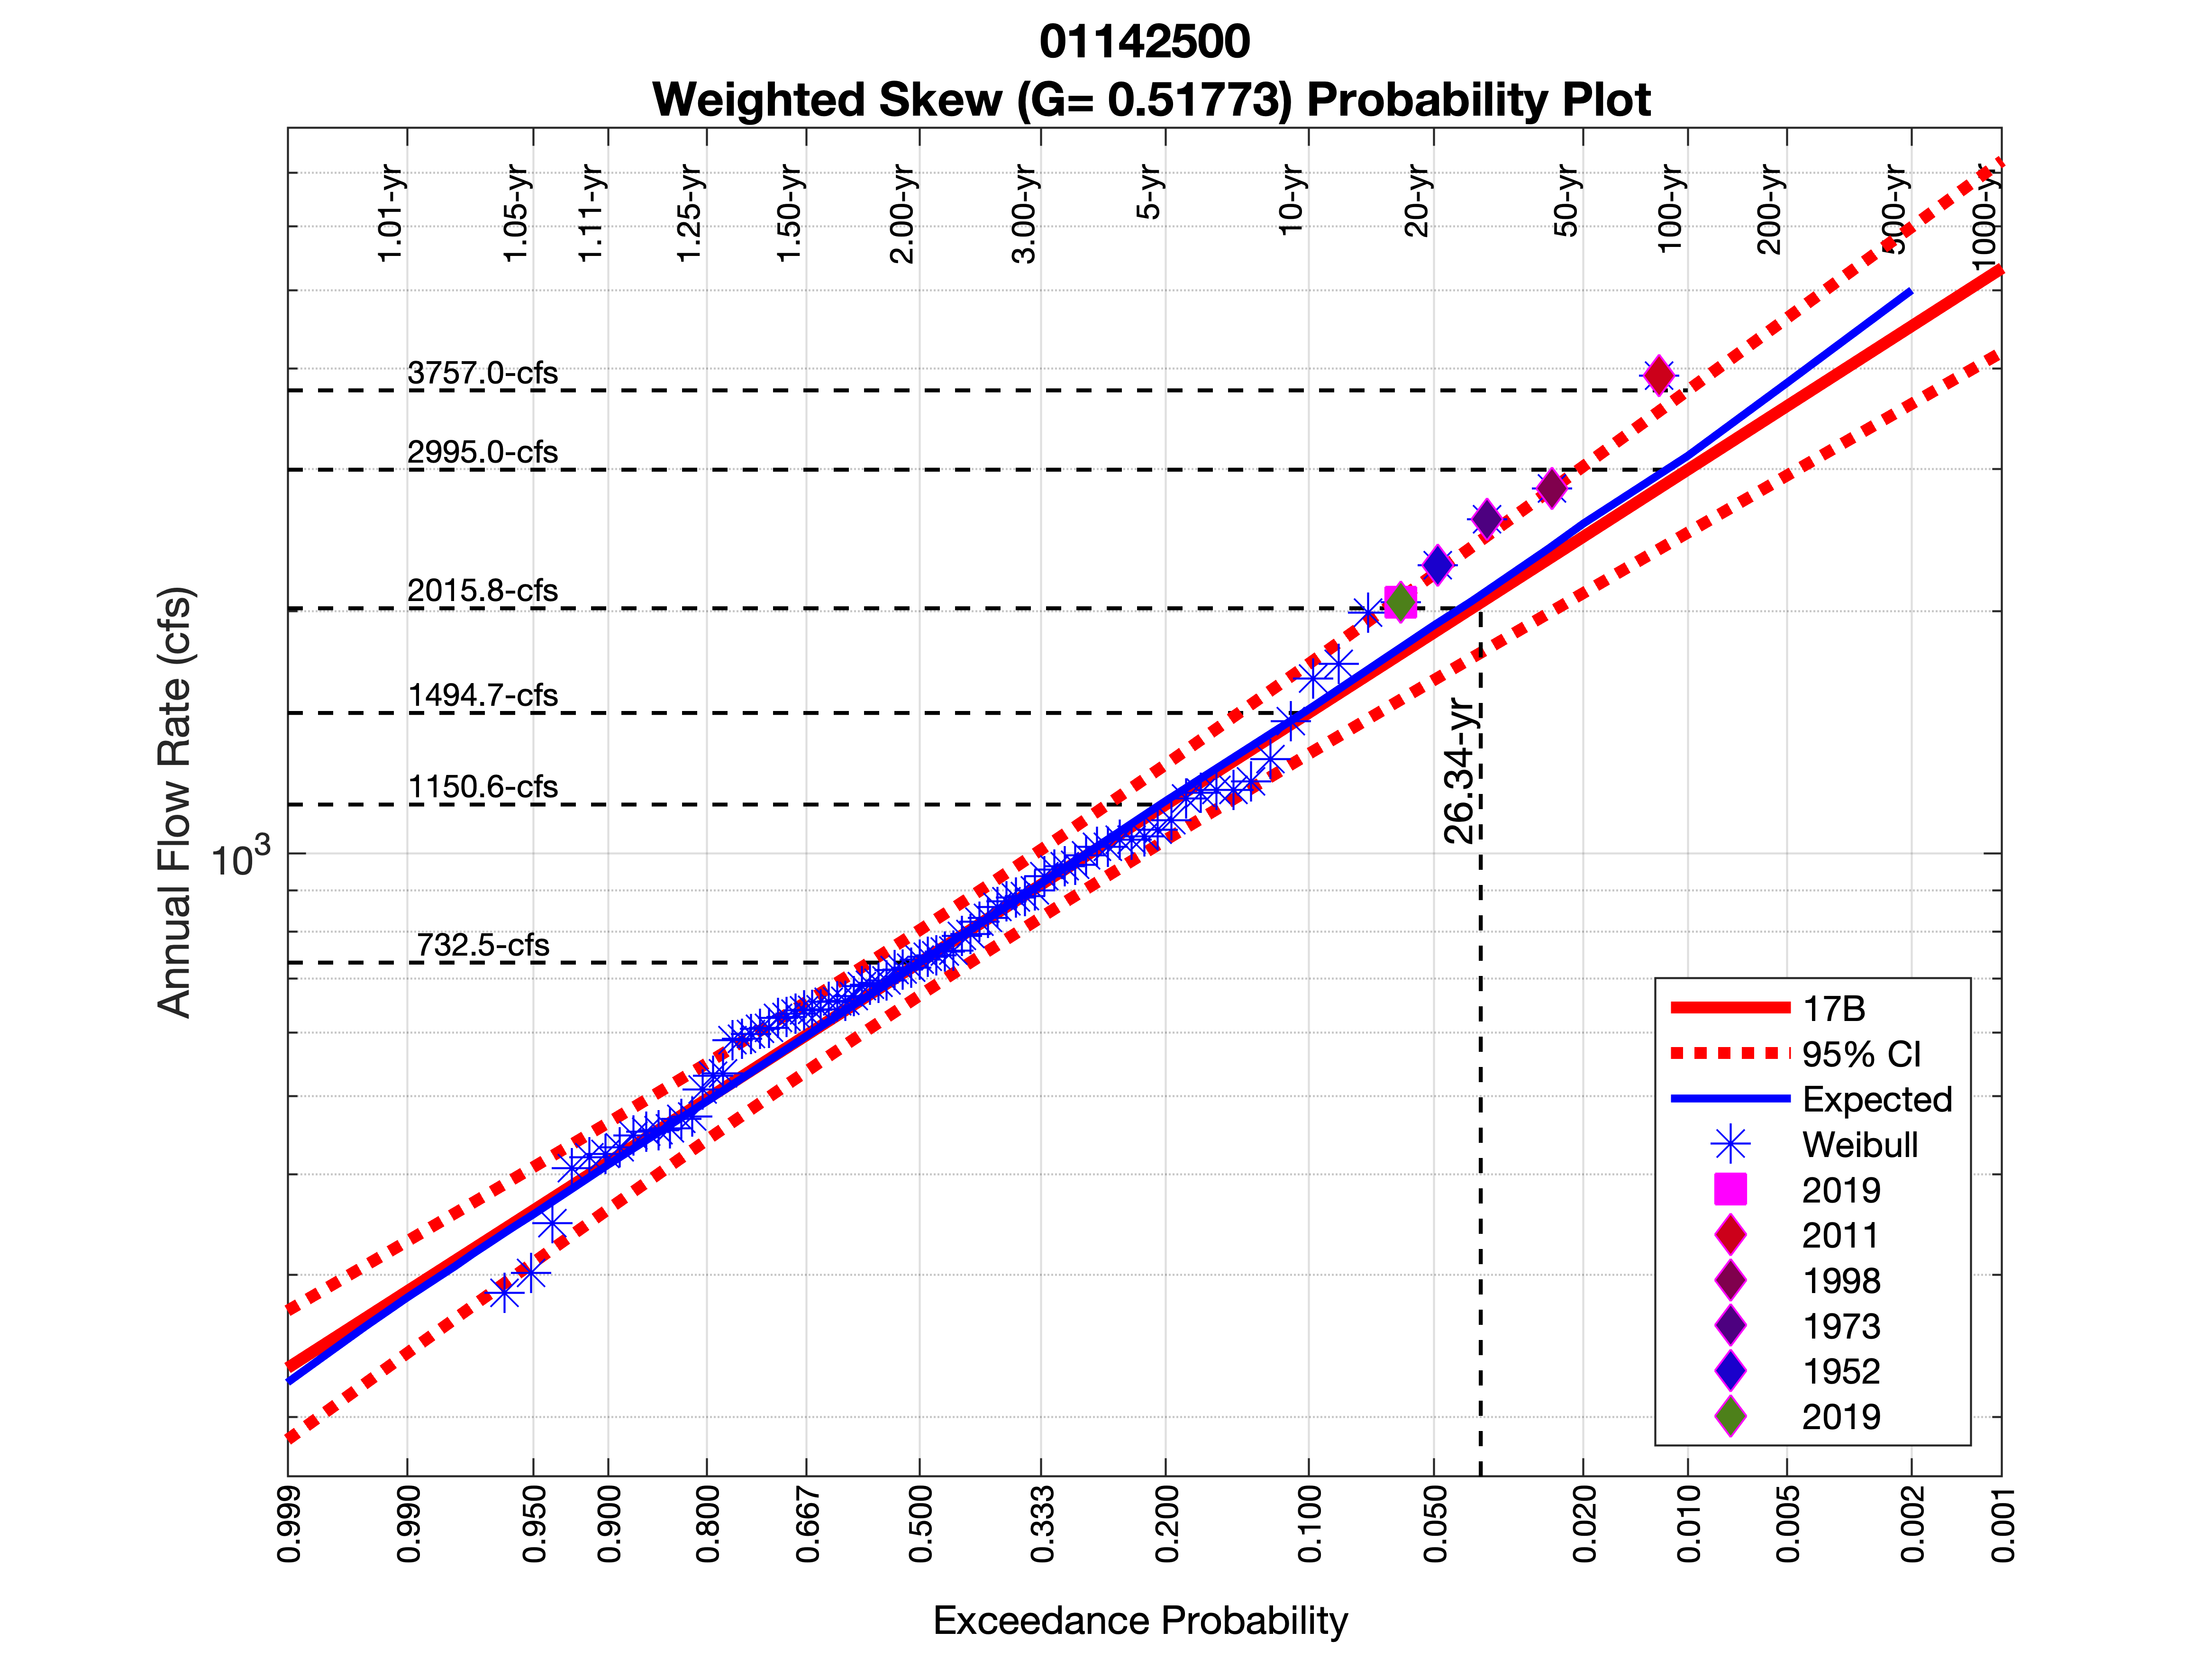 01142500
Weighted Skew (G= 0.51773) Probability Plot
1.01-yr
1.05-yr
1.11-yr
1.25-yr
1.50-yr
2.00-yr
3.00-yr
5-yr
10-yr
20-yr
50-yr
100-yr
200-yr
500-yr
1000-yr
3757.0-cfs
2995.0-cfs
2015.8-cfs
1494.7-cfs
1150.6-cfs
732.5-cfs
26.34-yr
Annual Flow Rate (cfs)
10³
17B
95% CI
Expected
Weibull
2019
2011
1998
1973
1952
2019
0.999
0.990
0.950
0.900
0.800
0.667
0.500
0.333
0.200
0.100
0.050
0.020
0.010
0.005
0.002
0.001
Exceedance Probability